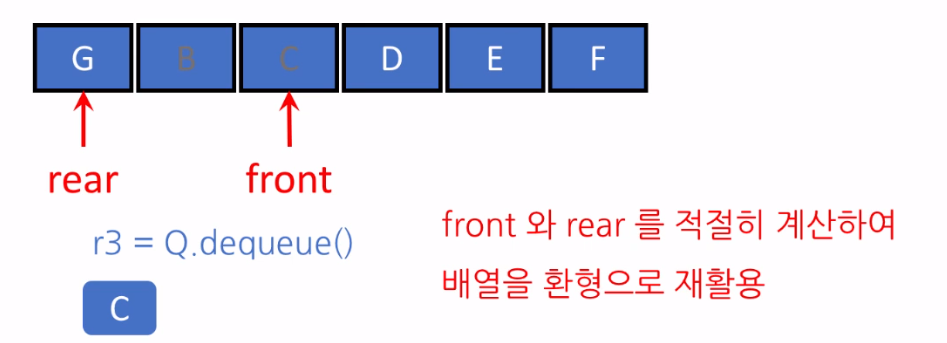 G B C D E F
rear front
r3 = Q.dequeue()
C
front 와 rear 를 적절히 계산하여
배열을 환형으로 재활용